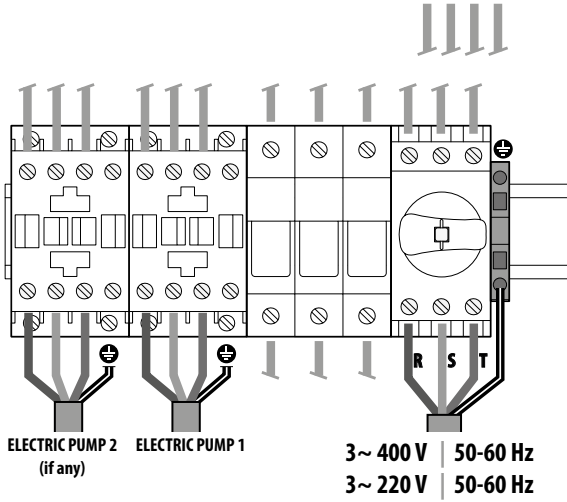 R S T
ELECTRIC PUMP 2
(if any)
ELECTRIC PUMP 1
3~ 400 V | 50-60 Hz
3~ 220 V | 50-60 Hz